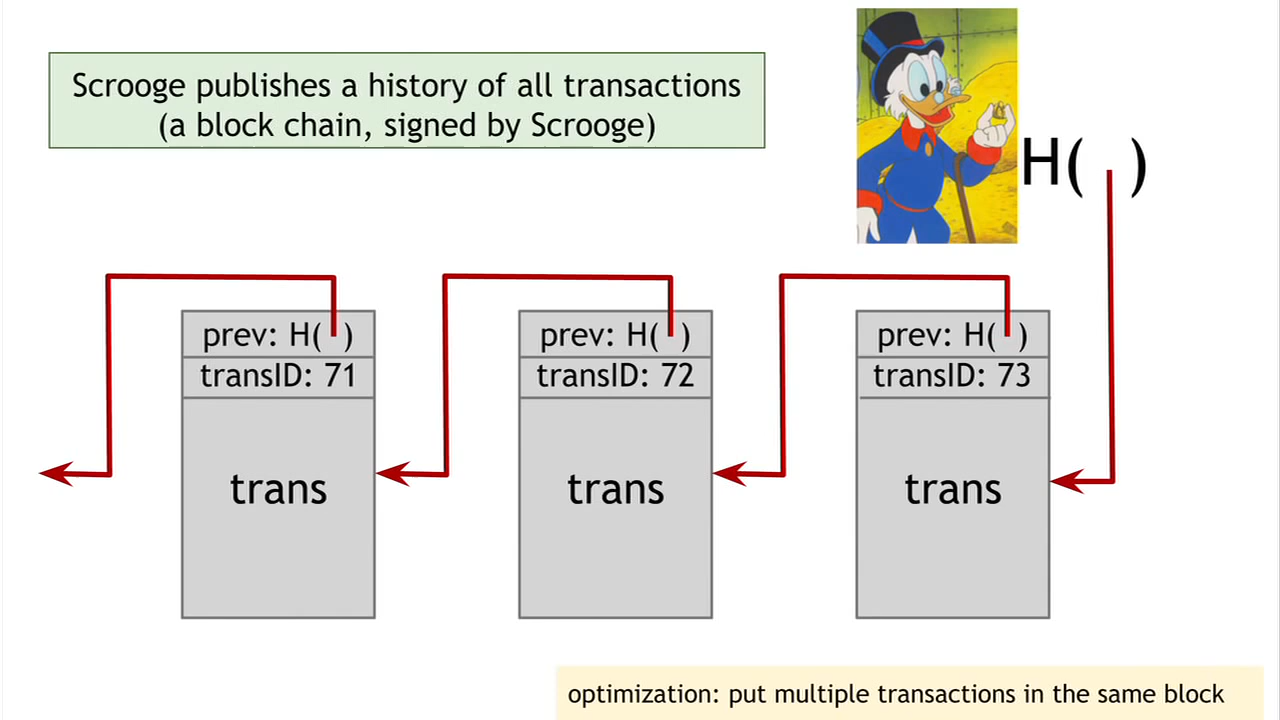 Scrooge publishes a history of all transactions
(a block chain, signed by Scrooge)
H( )
prev: H( )
transID: 71
trans
prev: H( )
transID: 72
trans
prev: H( )
transID: 73
trans
optimization: put multiple transactions in the same block